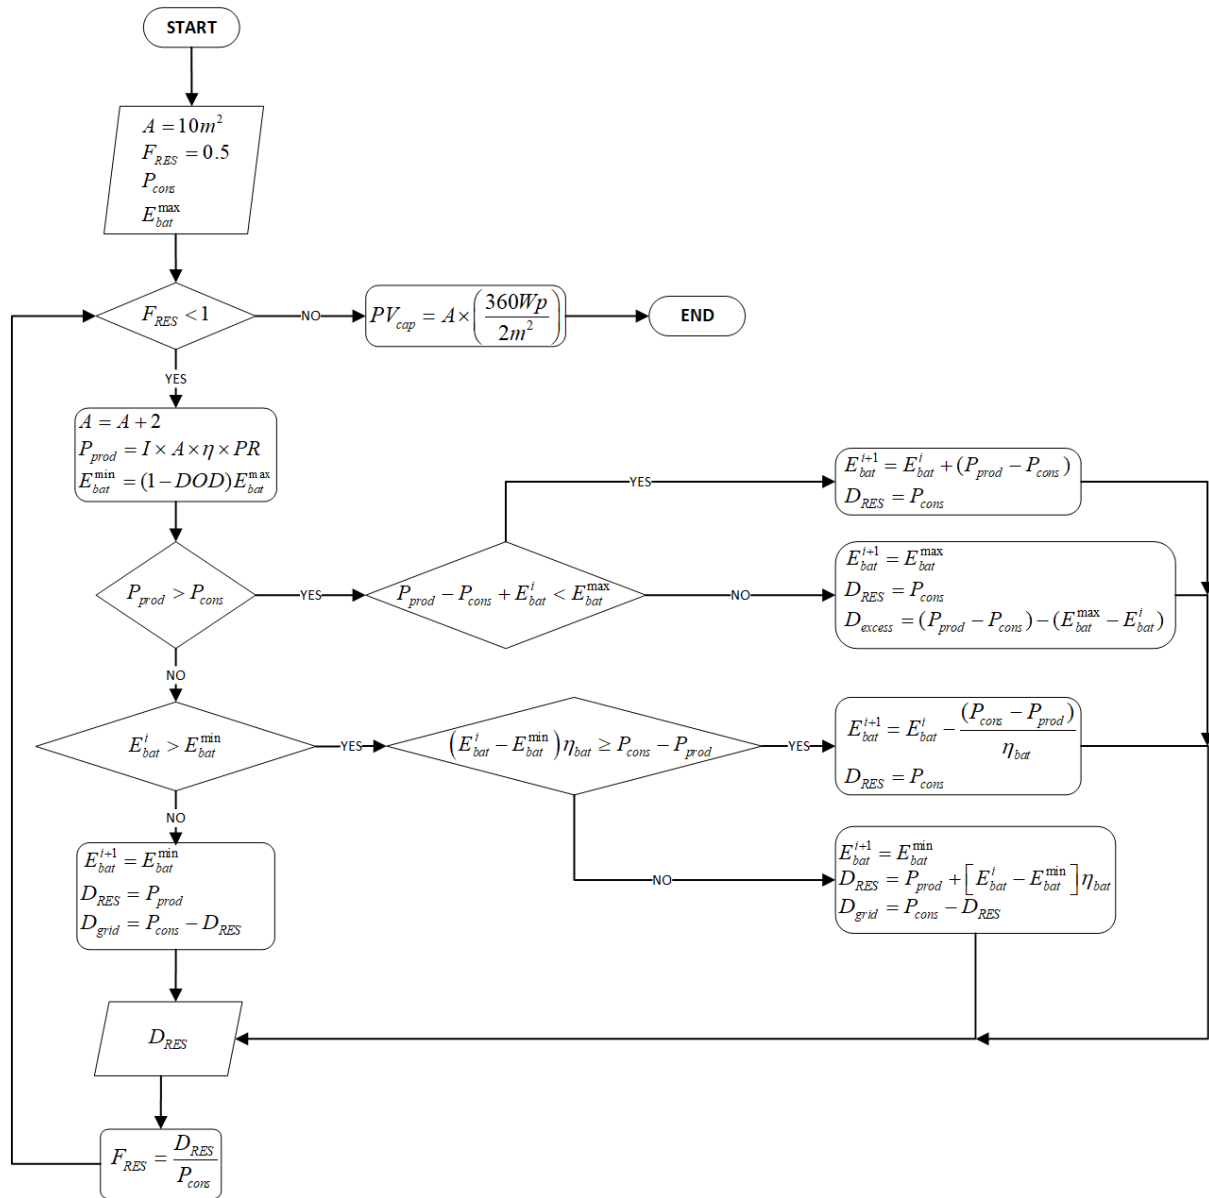 START
A = 10m²
F_RES = 0.5
P_cons
E_bat^max
F_RES < 1
NO
PV_cap = A × (360Wp / 2m²)
END
YES
A = A + 2
P_prod = I × A × η × PR
E_bat^min = (1 − DOD)E_bat^max
P_prod > P_cons
YES
P_prod − P_cons + E_bat^i < E_bat^max
YES
E_bat^{i+1} = E_bat^i + (P_prod − P_cons)
D_RES = P_cons
NO
E_bat^{i+1} = E_bat^max
D_RES = P_cons
D_excess = (P_prod − P_cons) − (E_bat^max − E_bat^i)
NO
E_bat^i > E_bat^min
YES
(E_bat^i − E_bat^min)η_bat ≥ P_cons − P_prod
YES
E_bat^{i+1} = E_bat^i − (P_cons − P_prod) / η_bat
D_RES = P_cons
NO
E_bat^{i+1} = E_bat^min
D_RES = P_prod + [E_bat^i − E_bat^min]η_bat
D_grid = P_cons − D_RES
NO
E_bat^{i+1} = E_bat^min
D_RES = P_prod
D_grid = P_cons − D_RES
D_RES
F_RES = D_RES / P_cons